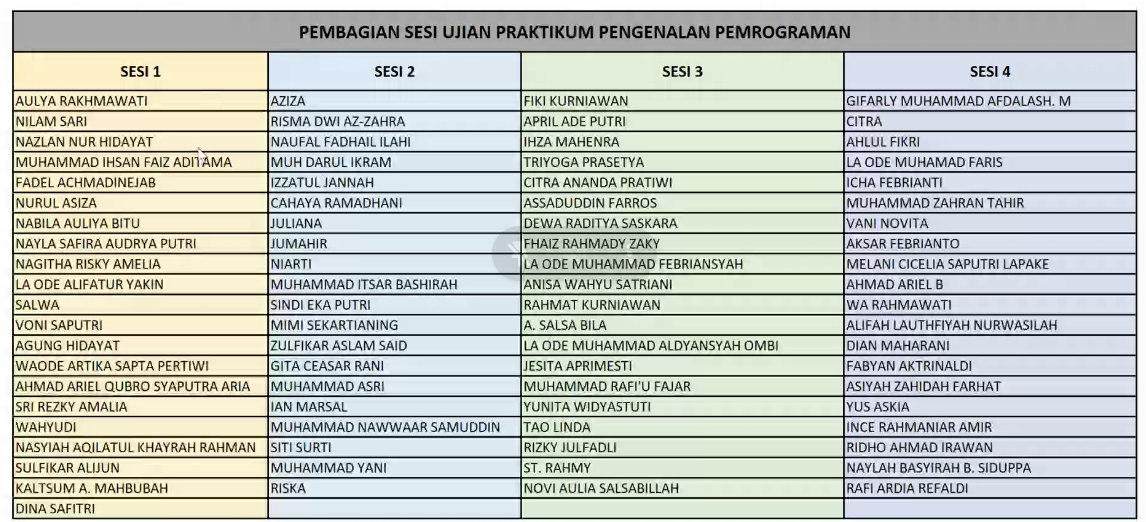 PEMBAGIAN SESI UJIAN PRAKTIKUM PENGENALAN PEMROGRAMAN
SESI 1 SESI 2 SESI 3 SESI 4
AULYA RAKHMAWATI AZIZA FIKI KURNIAWAN GIFARLY MUHAMMAD AFDALASH. M
NILAM SARI RISMA DWI AZ-ZAHRA APRIL ADE PUTRI CITRA
NAZLAN NUR HIDAYAT NAUFAL FADHAIL ILAHI IHZA MAHENRA AHLUL FIKRI
MUHAMMAD IHSAN FAIZ ADITAMA MUH DARUL IKRAM TRIYOGA PRASETYA LA ODE MUHAMAD FARIS
FADEL ACHMADINEJAB IZZATUL JANNAH CITRA ANANDA PRATIWI ICHA FEBRIANTI
NURUL ASIZA CAHAYA RAMADHANI ASSADUDDIN FARROS MUHAMMAD ZAHRAN TAHIR
NABILA AULIYA BITU JULIANA DEWA RADITYA SASKARA VANI NOVITA
NAYLA SAFIRA AUDRYA PUTRI JUMAHIR FHAIZ RAHMADY ZAKY AKSAR FEBRIANTO
NAGITHA RISKY AMELIA NIARTI LA ODE MUHAMMAD FEBRIANSYAH MELANI CICELIA SAPUTRI LAPAKE
LA ODE ALIFATUR YAKIN MUHAMMAD ITSAR BASHIRAH ANISA WAHYU SATRIANI AHMAD ARIEL B
SALWA SINDI EKA PUTRI RAHMAT KURNIAWAN WA RAHMAWATI
VONI SAPUTRI MIMI SEKARTIANING A. SALSA BILA ALIFAH LAUTHFIYAH NURWASILAH
AGUNG HIDAYAT ZULFIKAR ASLAM SAID LA ODE MUHAMMAD ALDYANSYAH OMBI DIAN MAHARANI
WAODE ARTIKA SAPTA PERTIWI GITA CEASAR RANI JESITA APRIMESTI FABYAN AKTRINALDI
AHMAD ARIEL QUBRO SYAPUTRA ARIA MUHAMMAD ASRI MUHAMMAD RAFI'U FAJAR ASIYAH ZAHIDAH FARHAT
SRI REZKY AMALIA IAN MARSAL YUNITA WIDYASTUTI YUS ASKIA
WAHYUDI MUHAMMAD NAWWAAR SAMUDDIN TAO LINDA INCE RAHMANIAR AMIR
NASYIAH AQILATUL KHAYRAH RAHMAN SITI SURTI RIZKY JULFADLI RIDHO AHMAD IRAWAN
SULFIKAR ALIJUN MUHAMMAD YANI ST. RAHMY NAYLAH BASYIRAH B. SIDUPPA
KALTSUM A. MAHBUBAH RISKA NOVI AULIA SALSABILLAH RAFI ARDIA REFALDI
DINA SAFITRI